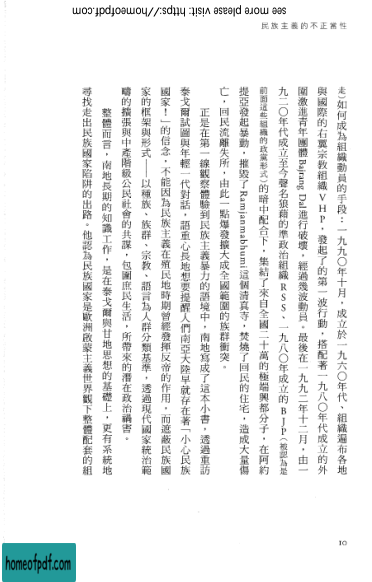 see more please visit: https://homeofpdf.com
民族主義的不正當性
走）如何成為組織動員的手段：一九九〇年十月，成立於一九六〇年代、組織遍布各地
與國際的右翼宗教組織VHP，發起了的第一波行動，搭配著一九八〇年代成立的外
圍激進青年團體Bajrang Dal進行破壞，經過幾波動員。最後在一九九二年十二月，由一
九二〇年代成立至今聲名狼藉的準政治組織RSS、一九八〇年成立的BJP（被認為是
前面這些組織的政黨形式）的暗中配合下，集結了來自全國二十萬的極端興都分子，在阿約
提亞發起暴動，摧毀了Ramjanmabhumi這個清真寺，焚燒了回民的住宅，造成大量傷
亡，回民流離失所，由此一點爆發擴大成全國範圍的族群衝突。
正是在第一線觀察體驗到民族主義暴力的語境中，南地寫成了這本小書，透過重訪
泰戈爾試圖與年輕一代對話，語重心長地想要提醒人們南亞大陸早就存在著「小心民族
國家！」的信念，不能因為民族主義在殖民地時期曾經發揮反帝的作用，而遮蔽民族國
家的框架與形式——以種族、族群、宗教、語言為人群分類基準，透過現代國家統治範
疇的擴張與中產階級公民社會的共謀，包圍庶民生活，所帶來的潛在政治禍害。
整體而言，南地長期的知識工作，是在泰戈爾與甘地思想的基礎上，更有系統地
尋找走出民族國家陷阱的出路。他認為民族國家是歐洲啟蒙主義世界觀下整體配套的組
10
homeofpdf.com